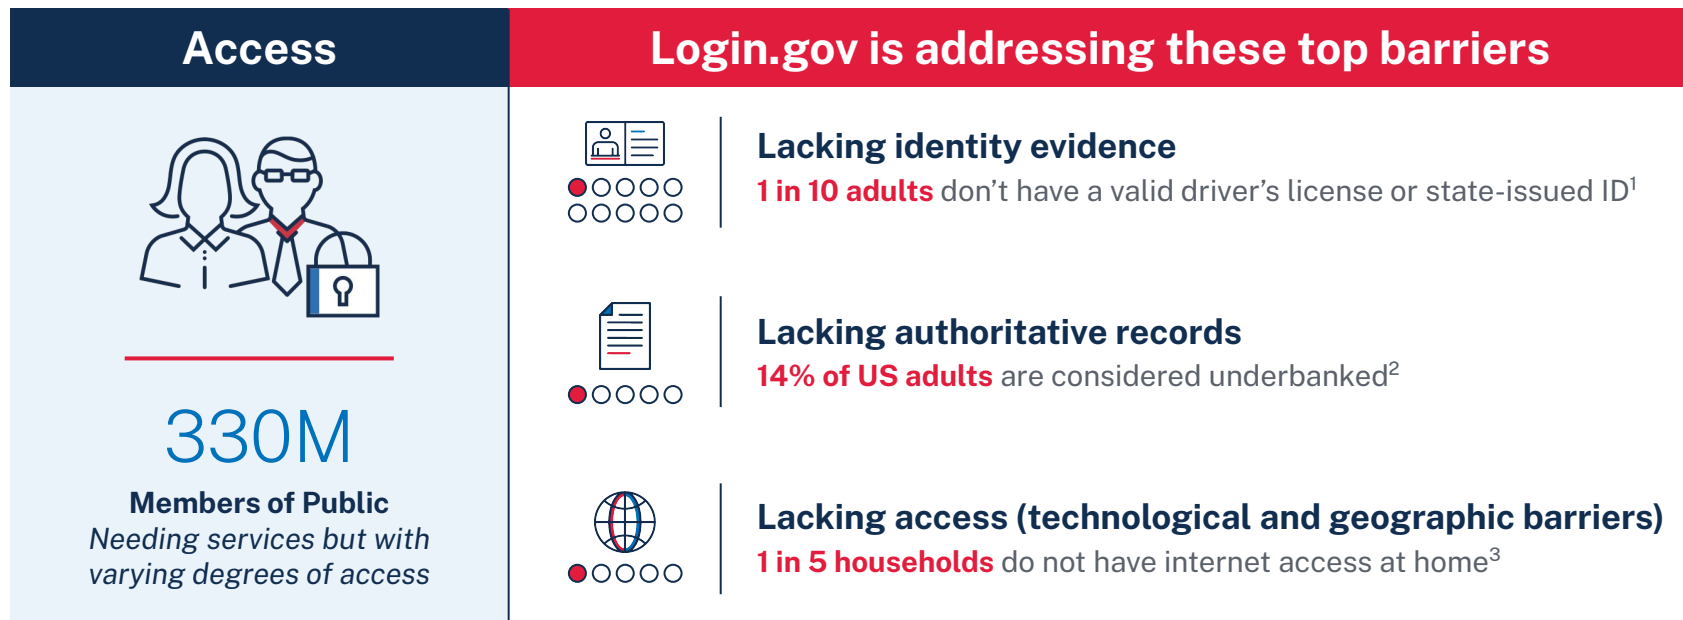 Access
330M
Members of Public
Needing services but with
varying degrees of access
Login.gov is addressing these top barriers
Lacking identity evidence
1 in 10 adults don’t have a valid driver’s license or state-issued ID¹
Lacking authoritative records
14% of US adults are considered underbanked²
Lacking access (technological and geographic barriers)
1 in 5 households do not have internet access at home³